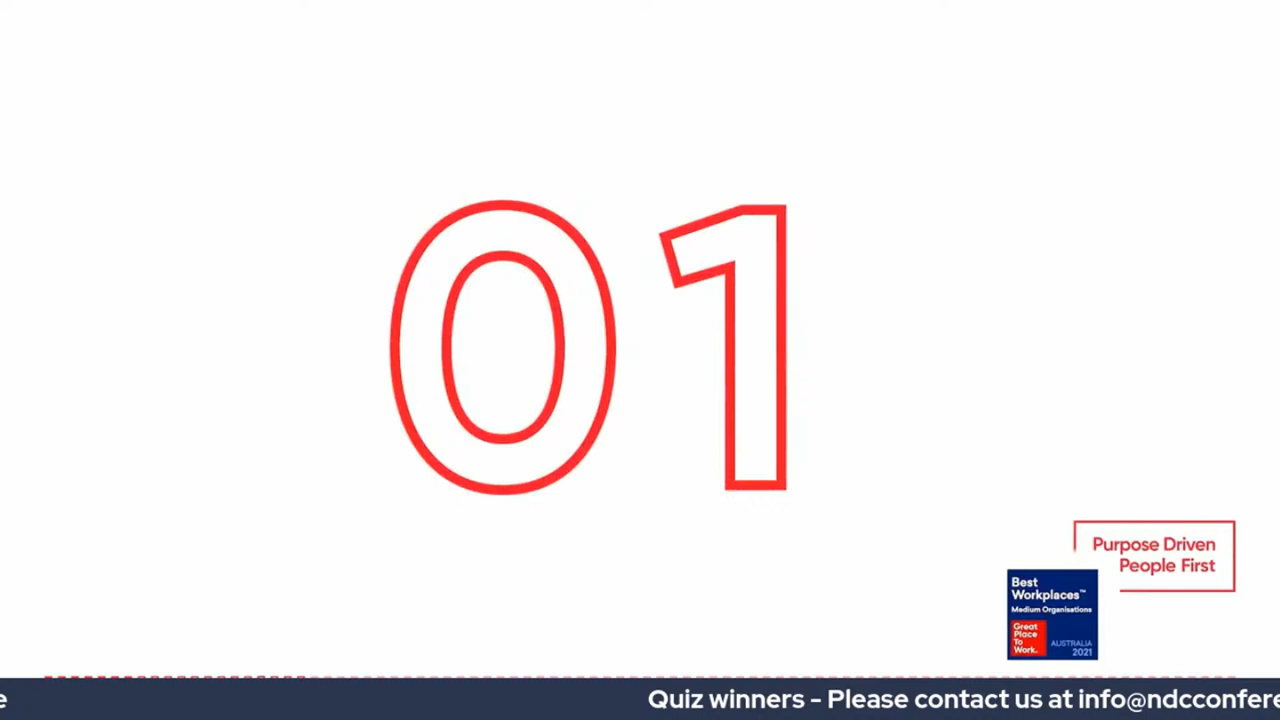 01
Purpose Driven
People First
Best
Workplaces™
Medium Organisations
Great
Place
To
Work.
AUSTRALIA
2021
e
Quiz winners - Please contact us at info@ndcconfere